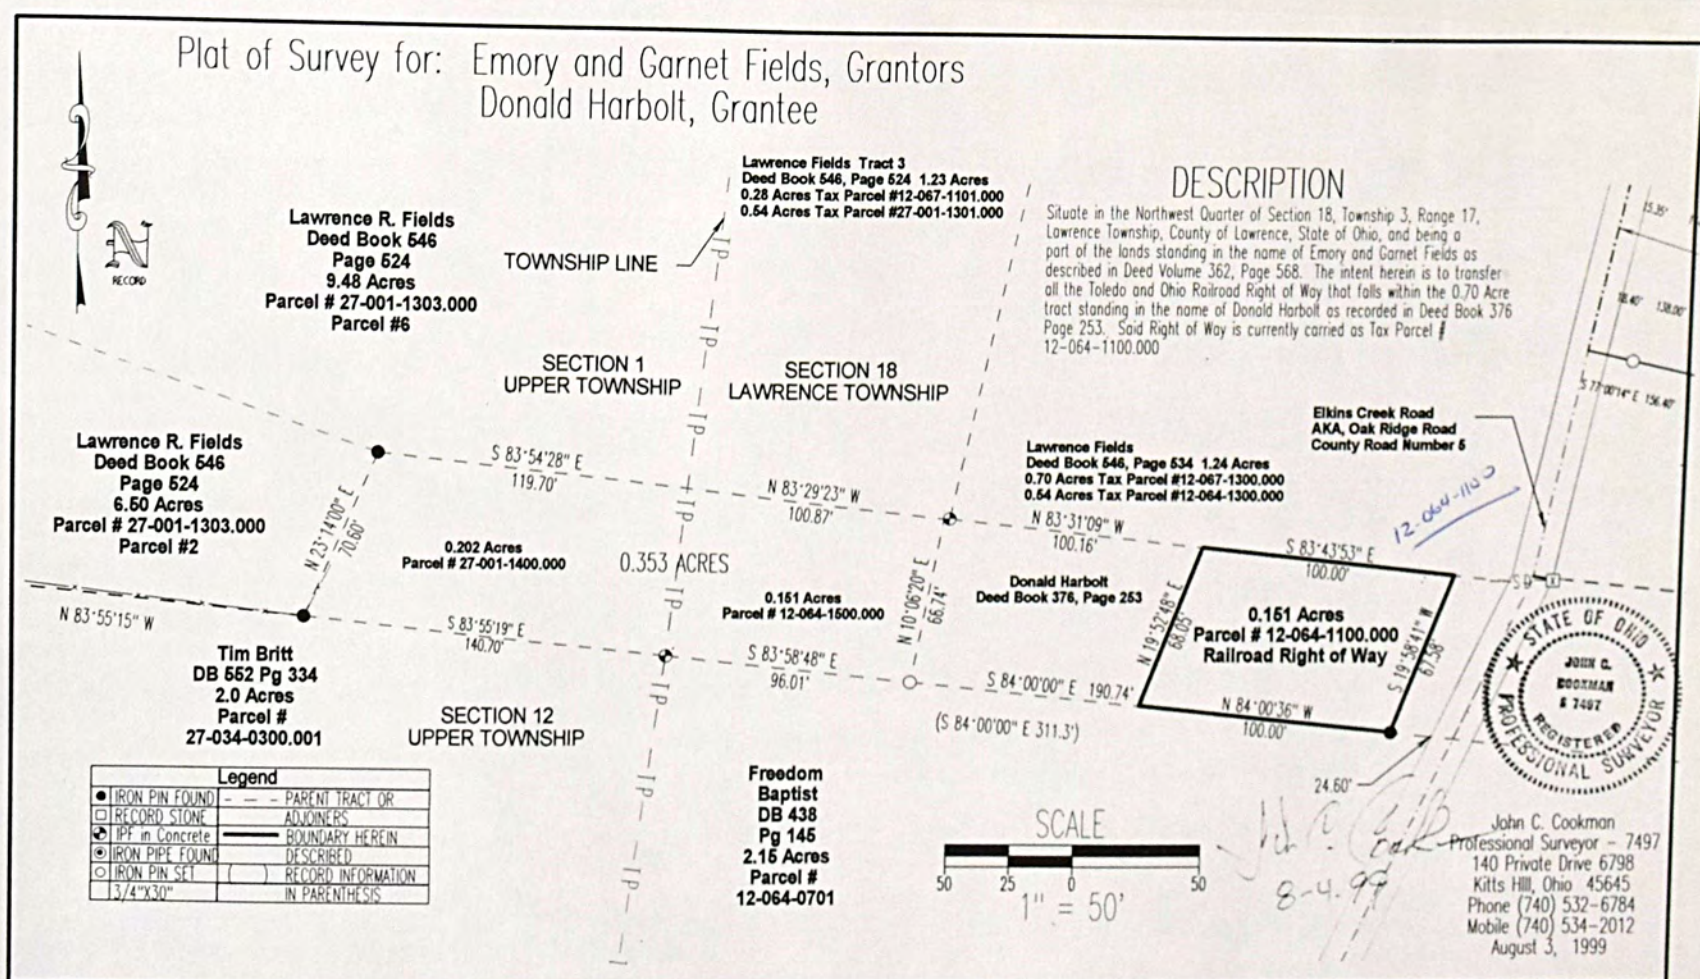 Plat of Survey for: Emory and Garnet Fields, Grantors
Donald Harbolt, Grantee
N
RECORD
Lawrence R. Fields
Deed Book 546
Page 524
9.48 Acres
Parcel # 27-001-1303.000
Parcel #6
TOWNSHIP LINE
Lawrence Fields Tract 3
Deed Book 546, Page 524 1.23 Acres
0.28 Acres Tax Parcel #12-067-1101.000
0.54 Acres Tax Parcel #27-001-1301.000
DESCRIPTION
Situate in the Northwest Quarter of Section 18, Township 3, Range 17,
Lawrence Township, County of Lawrence, State of Ohio, and being a
part of the lands standing in the name of Emory and Garnet Fields as
described in Deed Volume 362, Page 568. The intent herein is to transfer
all the Toledo and Ohio Railroad Right of Way that falls within the 0.70 Acre
tract standing in the name of Donald Harbolt as recorded in Deed Book 376
Page 253. Said Right of Way is currently carried as Tax Parcel #
12-064-1100.000
15.35'
18.40'
138.00'
S 77°00'14" E 156.40'
SECTION 1
UPPER TOWNSHIP
SECTION 18
LAWRENCE TOWNSHIP
Elkins Creek Road
AKA, Oak Ridge Road
County Road Number 5
12-064-1100
Lawrence R. Fields
Deed Book 546
Page 524
6.50 Acres
Parcel # 27-001-1303.000
Parcel #2
Lawrence Fields
Deed Book 546, Page 534 1.24 Acres
0.70 Acres Tax Parcel #12-067-1300.000
0.54 Acres Tax Parcel #12-064-1300.000
S 83°54'28" E
119.70'
N 83°29'23" W
100.87'
N 83°31'09" W
100.16'
S 83°43'53" E
100.00'
N 23°14'00" E
70.60'
0.202 Acres
Parcel # 27-001-1400.000
0.353 ACRES
0.151 Acres
Parcel # 12-064-1500.000
N 10°06'20" E
66.74'
Donald Harbolt
Deed Book 376, Page 253
N 19°52'48" E
68.05'
0.151 Acres
Parcel # 12-064-1100.000
Railroad Right of Way
S 19°58'41" W
67.58'
N 83°55'15" W
S 83°55'19" E
140.70'
S 83°58'48" E
96.01'
S 84°00'00" E 190.74'
(S 84°00'00" E 311.3')
N 84°00'36" W
100.00'
24.60'
Tim Britt
DB 552 Pg 334
2.0 Acres
Parcel #
27-034-0300.001
SECTION 12
UPPER TOWNSHIP
STATE OF OHIO
JOHN C.
COOKMAN
S 7497
REGISTERED
PROFESSIONAL SURVEYOR
Legend
IRON PIN FOUND
RECORD STONE
IPF in Concrete
IRON PIPE FOUND
IRON PIN SET
3/4"X30"
PARENT TRACT OR
ADJOINERS
BOUNDARY HEREIN
DESCRIBED
( ) RECORD INFORMATION
IN PARENTHESIS
Freedom
Baptist
DB 438
Pg 145
2.15 Acres
Parcel #
12-064-0701
SCALE
50 25 0 50
1" = 50'
8-4-99
John C. Cookman
Professional Surveyor - 7497
140 Private Drive 6798
Kitts Hill, Ohio 45645
Phone (740) 532-6784
Mobile (740) 534-2012
August 3, 1999